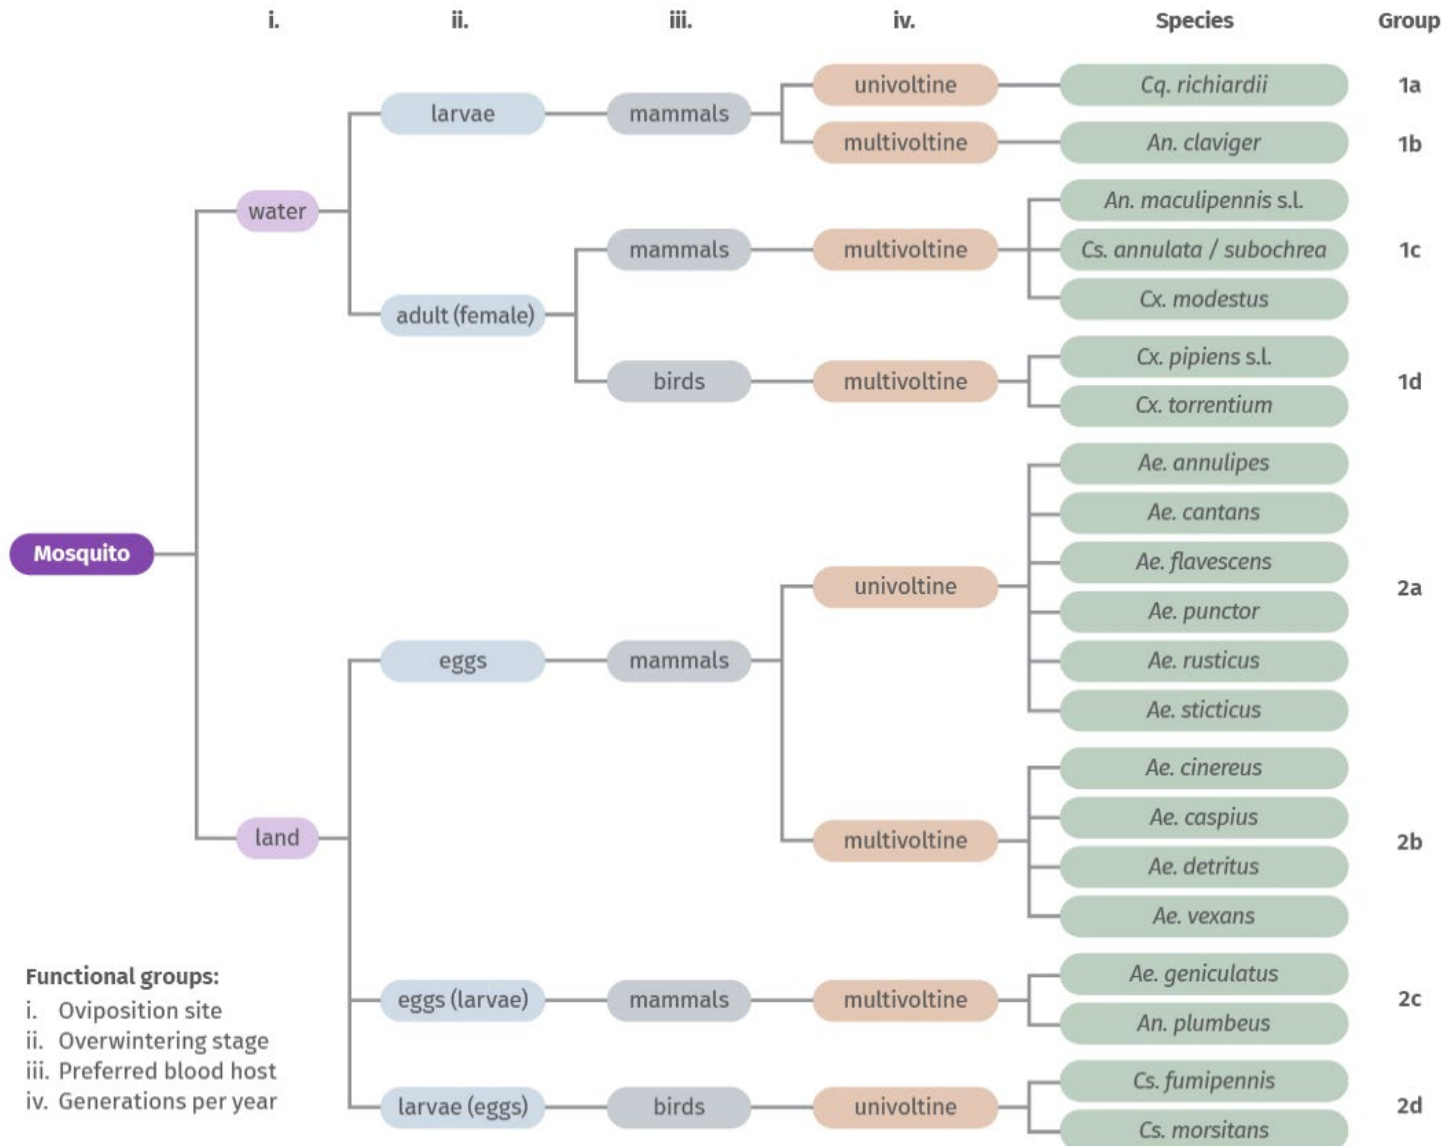 i. ii. iii. iv. Species Group
larvae mammals univoltine Cq. richiardii 1a
multivoltine An. claviger 1b
water
An. maculipennis s.l.
mammals multivoltine Cs. annulata / subochrea 1c
Cx. modestus
adult (female)
Cx. pipiens s.l.
birds multivoltine 1d
Cx. torrentium
Mosquito
Ae. annulipes
Ae. cantans
Ae. flavescens
univoltine 2a
Ae. punctor
eggs mammals Ae. rusticus
Ae. sticticus
Ae. cinereus
Ae. caspius
land multivoltine 2b
Ae. detritus
Ae. vexans
Ae. geniculatus
eggs (larvae) mammals multivoltine 2c
An. plumbeus
Cs. fumipennis
larvae (eggs) birds univoltine 2d
Cs. morsitans
Functional groups:
i. Oviposition site
ii. Overwintering stage
iii. Preferred blood host
iv. Generations per year